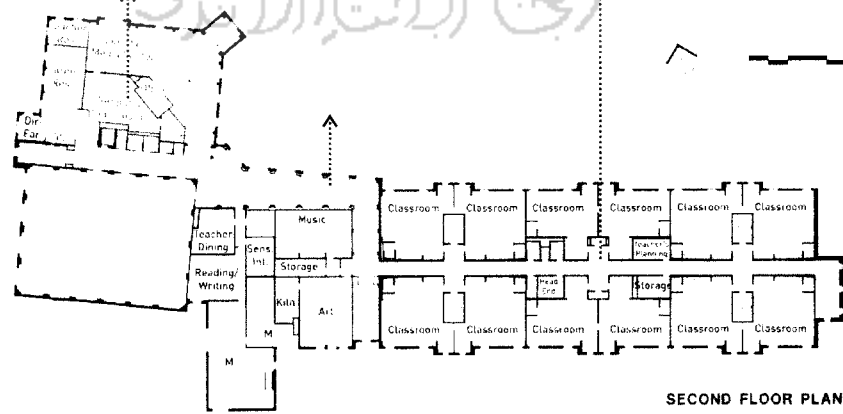 Music
Teacher
Dining
Sens.
Int.
Storage
Reading/
Writing
Kiln
Art
M
M
Classroom
Classroom
Classroom
Classroom
Classroom
Classroom
Teacher's
Planning
Head
End
Storage
Classroom
Classroom
Classroom
Classroom
Classroom
Classroom
SECOND FLOOR PLAN